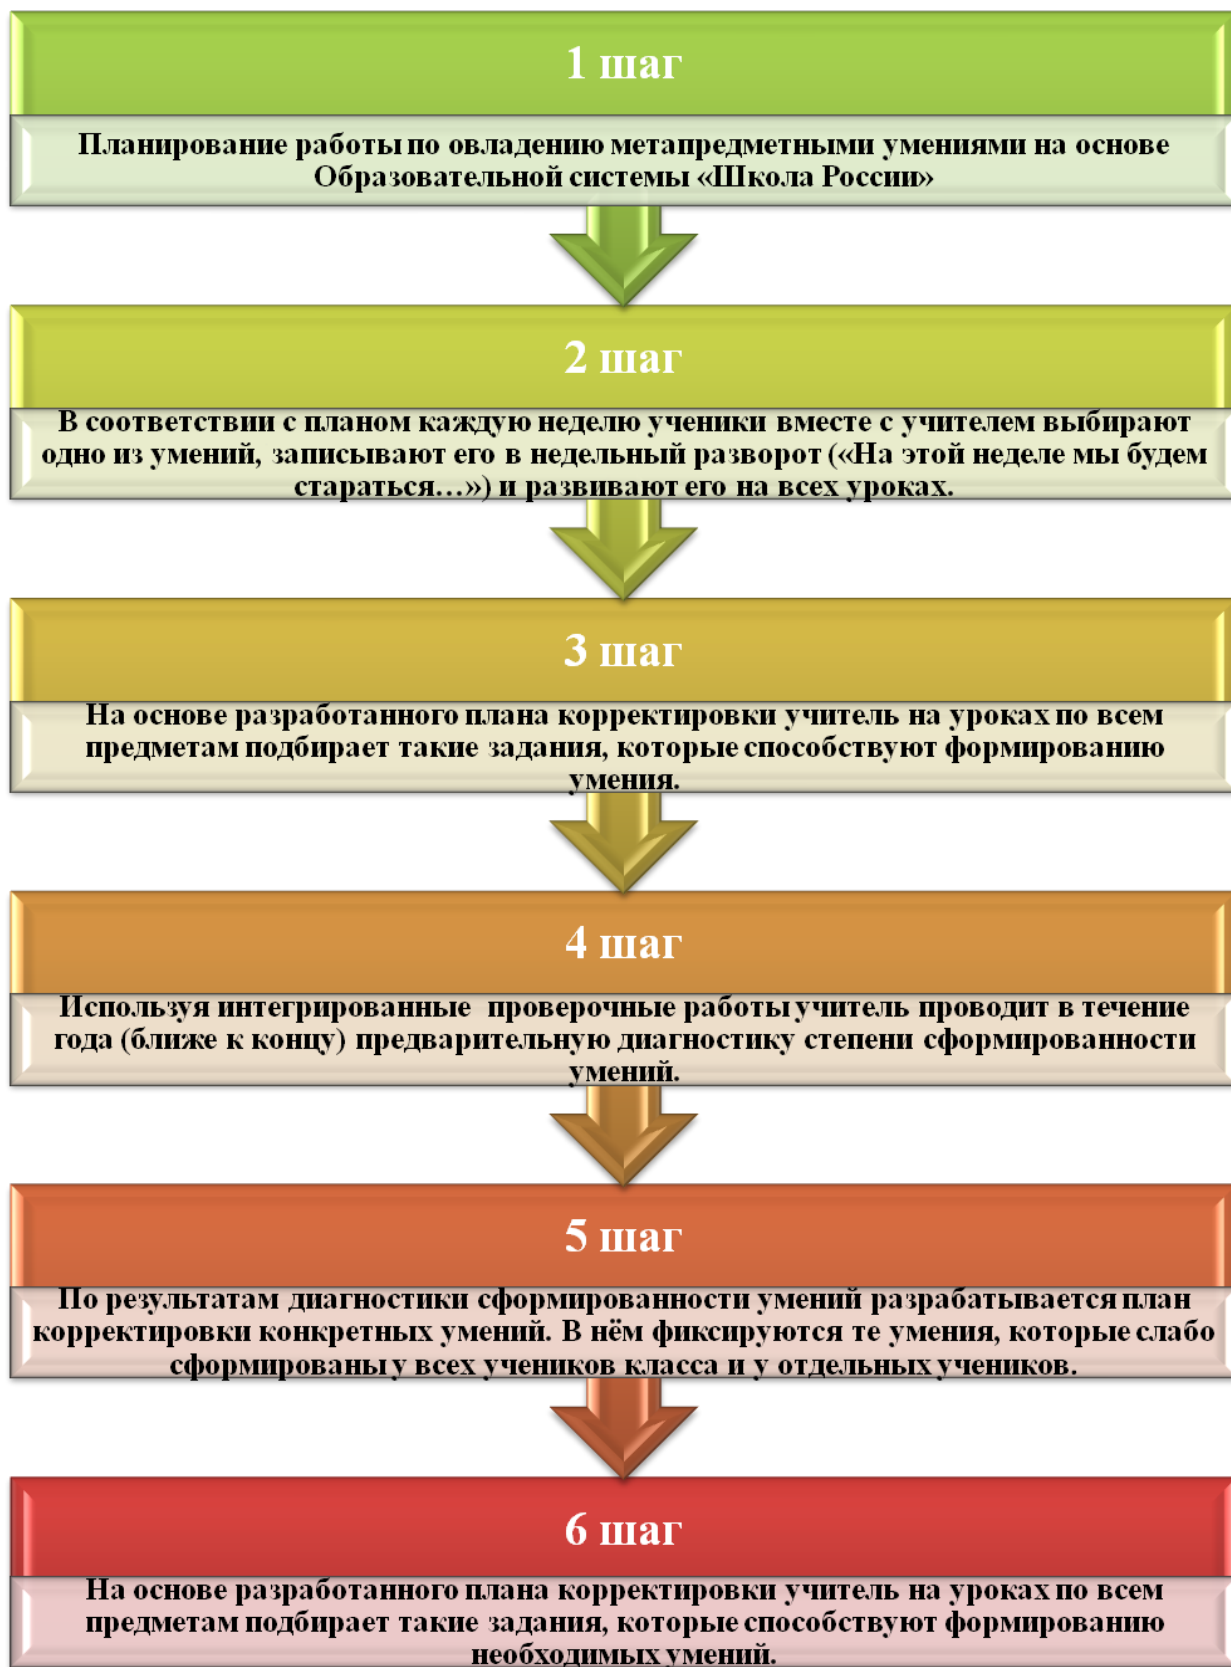 1 шаг
Планирование работы по овладению метапредметными умениями на основе
Образовательной системы «Школа России»
2 шаг
В соответствии с планом каждую неделю ученики вместе с учителем выбирают
одно из умений, записывают его в недельный разворот («На этой неделе мы будем
стараться…») и развивают его на всех уроках.
3 шаг
На основе разработанного плана корректировки учитель на уроках по всем
предметам подбирает такие задания, которые способствуют формированию
умения.
4 шаг
Используя интегрированные проверочные работы учитель проводит в течение
года (ближе к концу) предварительную диагностику степени сформированности
умений.
5 шаг
По результатам диагностики сформированности умений разрабатывается план
корректировки конкретных умений. В нём фиксируются те умения, которые слабо
сформированы у всех учеников класса и у отдельных учеников.
6 шаг
На основе разработанного плана корректировки учитель на уроках по всем
предметам подбирает такие задания, которые способствуют формированию
необходимых умений.